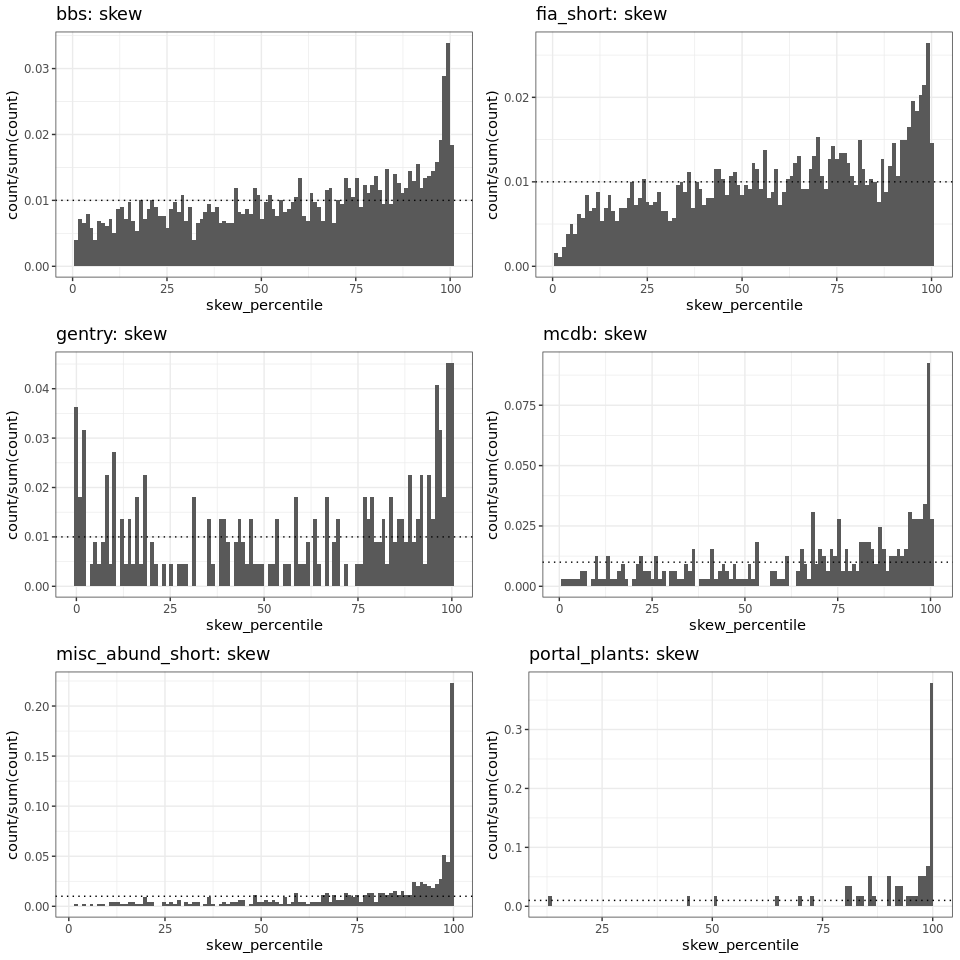 bbs: skew
count/sum(count)
0.03
0.02
0.01
0.00
0 25 50 75 100
skew_percentile
fia_short: skew
count/sum(count)
0.02
0.01
0.00
0 25 50 75 100
skew_percentile
gentry: skew
count/sum(count)
0.04
0.03
0.02
0.01
0.00
0 25 50 75 100
skew_percentile
mcdb: skew
count/sum(count)
0.075
0.050
0.025
0.000
0 25 50 75 100
skew_percentile
misc_abund_short: skew
count/sum(count)
0.20
0.15
0.10
0.05
0.00
0 25 50 75 100
skew_percentile
portal_plants: skew
count/sum(count)
0.3
0.2
0.1
0.0
25 50 75 100
skew_percentile